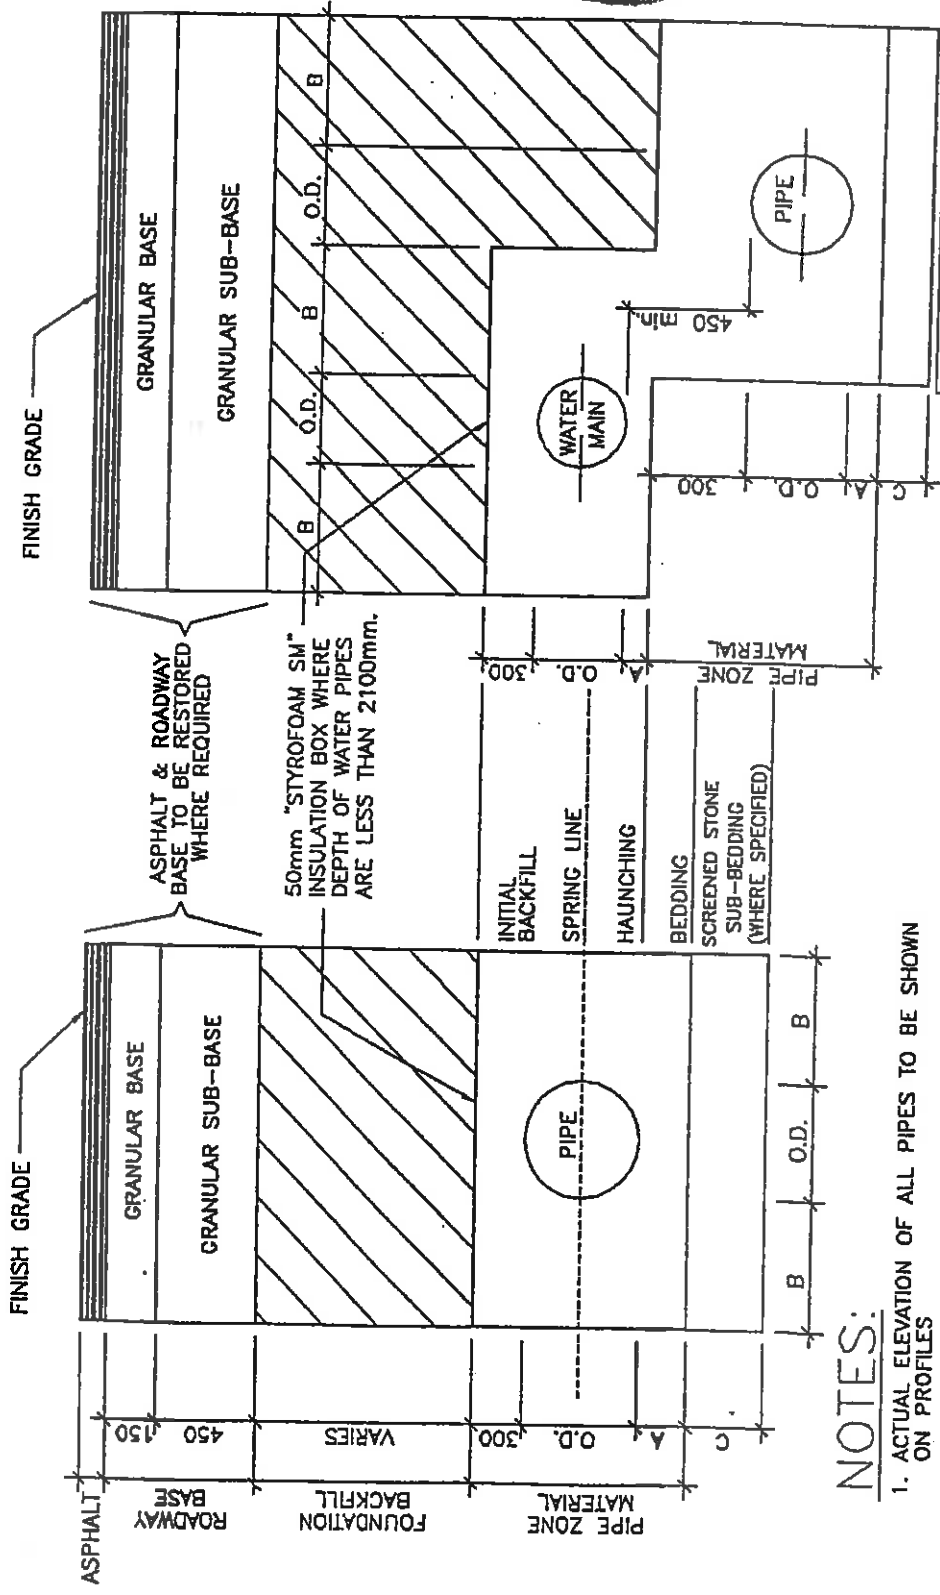 FINISH GRADE
GRANULAR BASE
GRANULAR SUB-BASE
B
O.D.
B
O.D.
B
WATER
MAIN
450 min.
PIPE
300
O.D.
A
C
300
O.D.
A
PIPE ZONE
MATERIAL
ASPHALT & ROADWAY
BASE TO BE RESTORED
WHERE REQUIRED
50mm "STYROFOAM SM"
INSULATION BOX WHERE
DEPTH OF WATER PIPES
ARE LESS THAN 2100mm.
INITIAL
BACKFILL
SPRING LINE
HAUNCHING
BEDDING
SCREENED STONE
SUB-BEDDING
(WHERE SPECIFIED)
FINISH GRADE
GRANULAR BASE
GRANULAR SUB-BASE
PIPE
B
O.D.
B
150
450
VARIES
300
O.D.
A
C
ASPHALT
ROADWAY
BASE
FOUNDATION
BACKFILL
PIPE ZONE
MATERIAL
NOTES:
1. ACTUAL ELEVATION OF ALL PIPES TO BE SHOWN
ON PROFILES